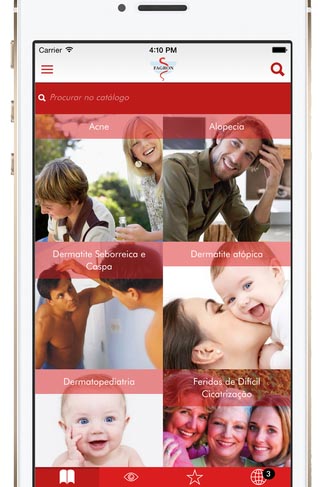 Carrier 4:10 PM
FAGRON
Procurar no catálogo
Acne
Alopecia
Dermatite Seborreica e
Caspa
Dermatite atópica
Dermatopediatria
Feridas de Difícil
Cicatrização
3